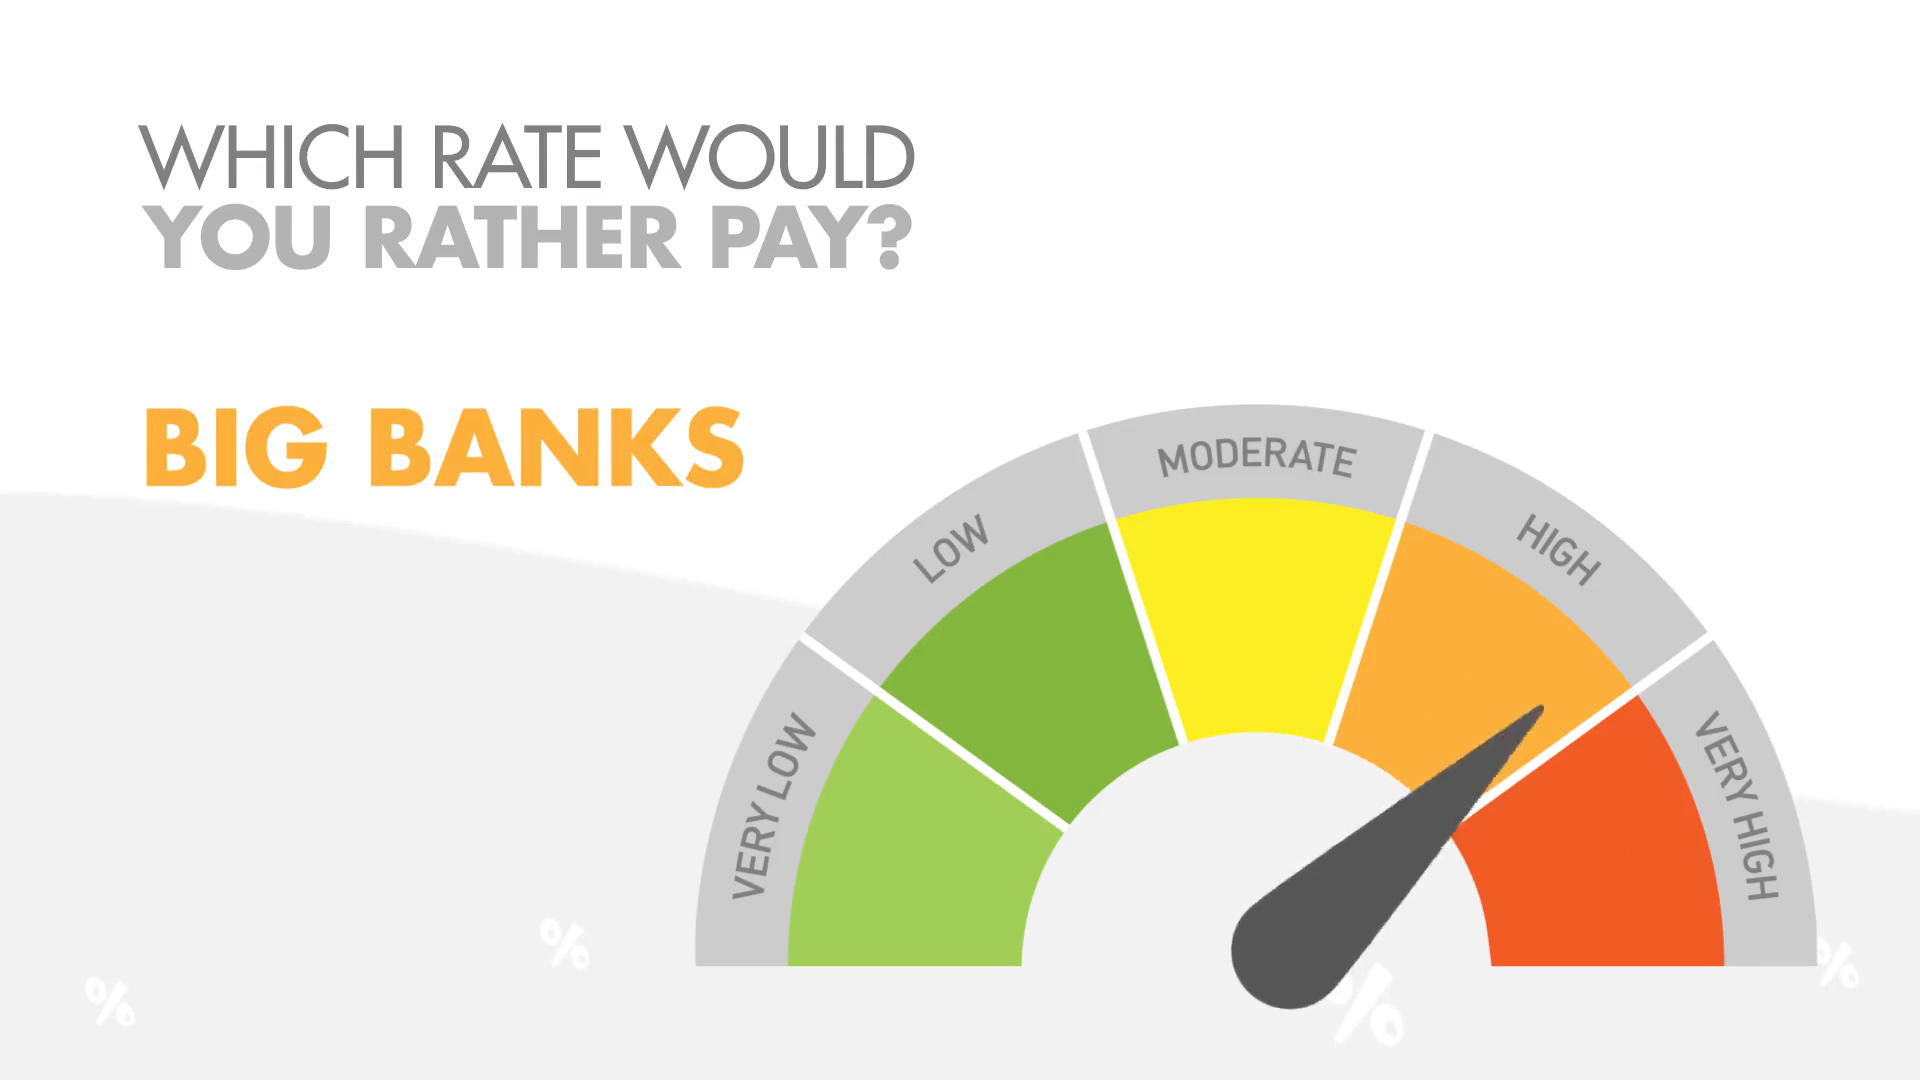 WHICH RATE WOULD
YOU RATHER PAY?
BIG BANKS
VERY LOW
LOW
MODERATE
HIGH
VERY HIGH
%
%
%
%